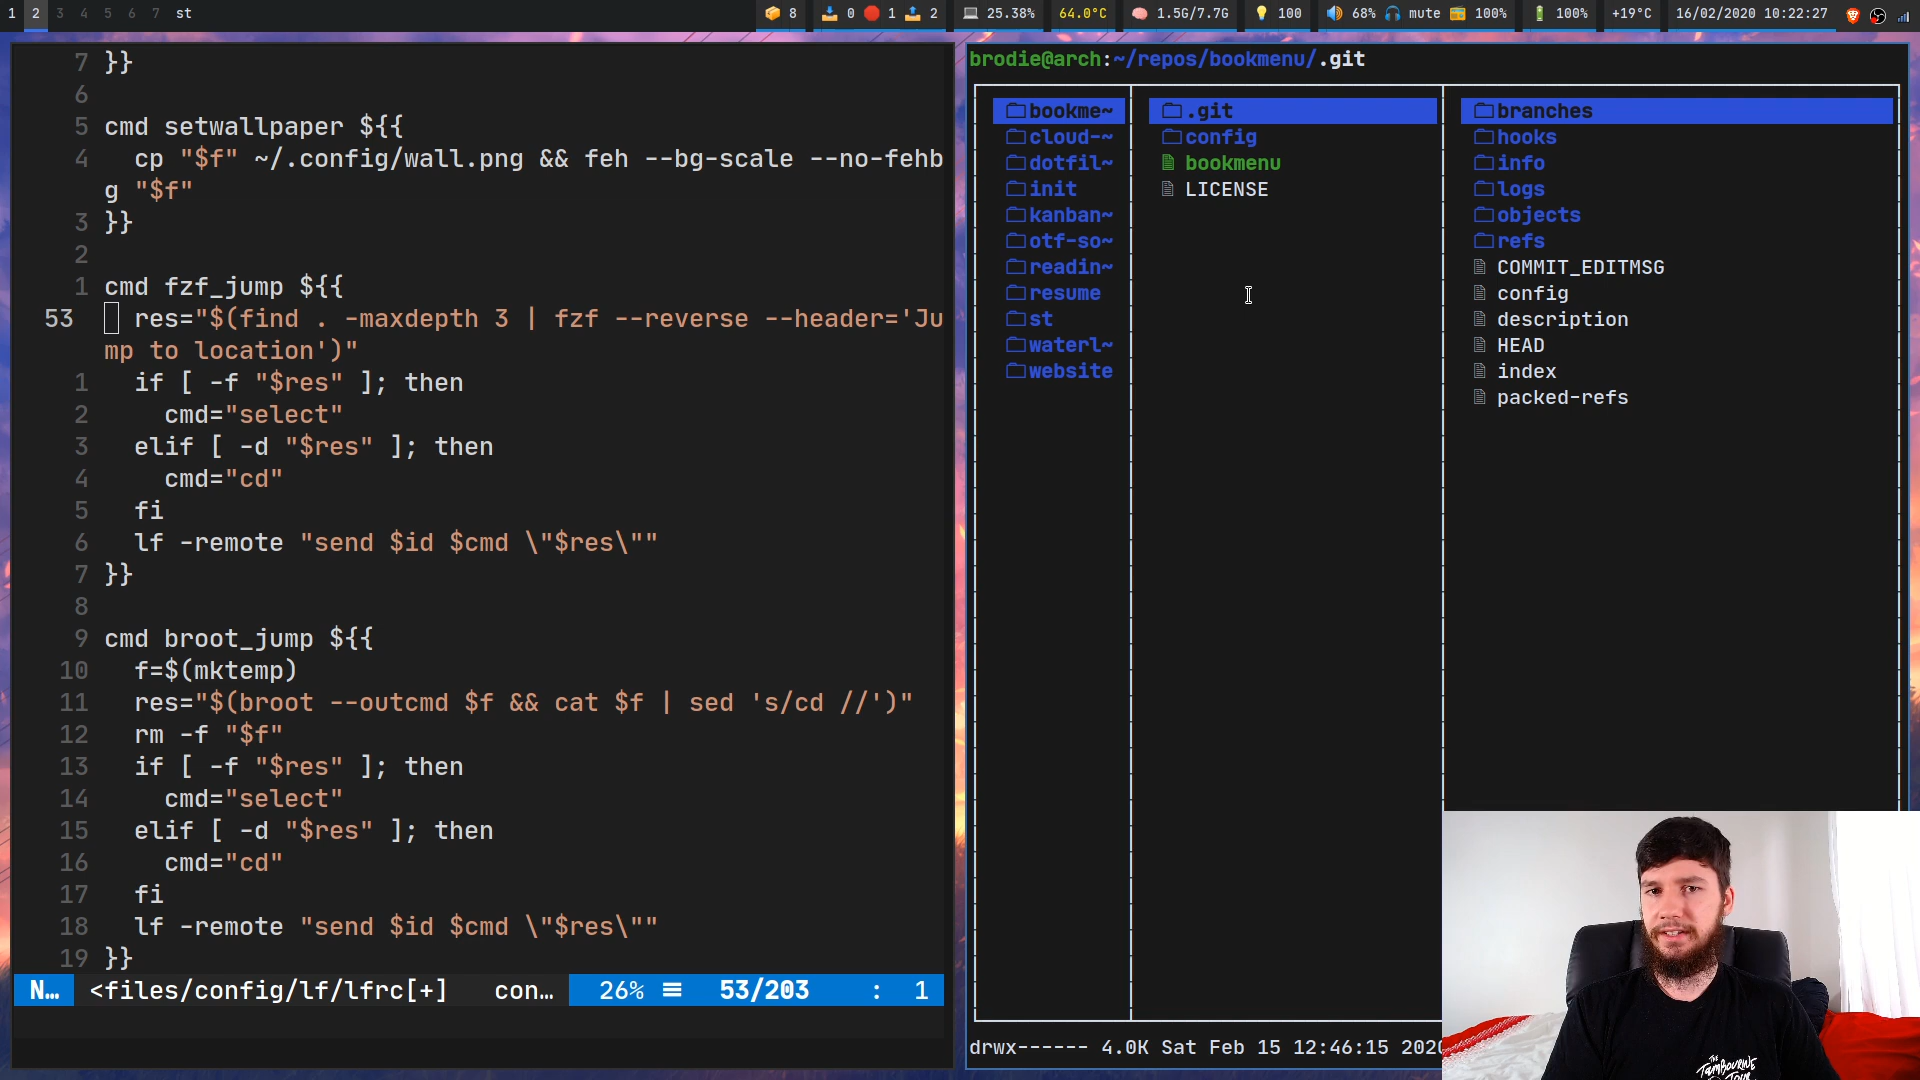 1 2 3 4 5 6 7 st
8 0 1 2 25.38% 64.0°C 1.5G/7.7G 100 68% mute 100% 100% +19°C 16/02/2020 10:22:27
7 }}
6
5 cmd setwallpaper ${{
4   cp "$f" ~/.config/wall.png && feh --bg-scale --no-fehb
g "$f"
3 }}
2
1 cmd fzf_jump ${{
53   res="$(find . -maxdepth 3 | fzf --reverse --header='Ju
mp to location')"
1   if [ -f "$res" ]; then
2     cmd="select"
3   elif [ -d "$res" ]; then
4     cmd="cd"
5   fi
6   lf -remote "send $id $cmd \"$res\""
7 }}
8
9 cmd broot_jump ${{
10   f=$(mktemp)
11   res="$(broot --outcmd $f && cat $f | sed 's/cd //')"
12   rm -f "$f"
13   if [ -f "$res" ]; then
14     cmd="select"
15   elif [ -d "$res" ]; then
16     cmd="cd"
17   fi
18   lf -remote "send $id $cmd \"$res\""
19 }}
N… <files/config/lf/lfrc[+] con… 26% ≡ 53/203 : 1
brodie@arch:~/repos/bookmenu/.git
bookme~
cloud-~
dotfil~
init
kanban~
otf-so~
readin~
resume
st
waterl~
website
.git
config
bookmenu
LICENSE
branches
hooks
info
logs
objects
refs
COMMIT_EDITMSG
config
description
HEAD
index
packed-refs
drwx------ 4.0K Sat Feb 15 12:46:15 2020
THE
TAMBOURINE
TOUR